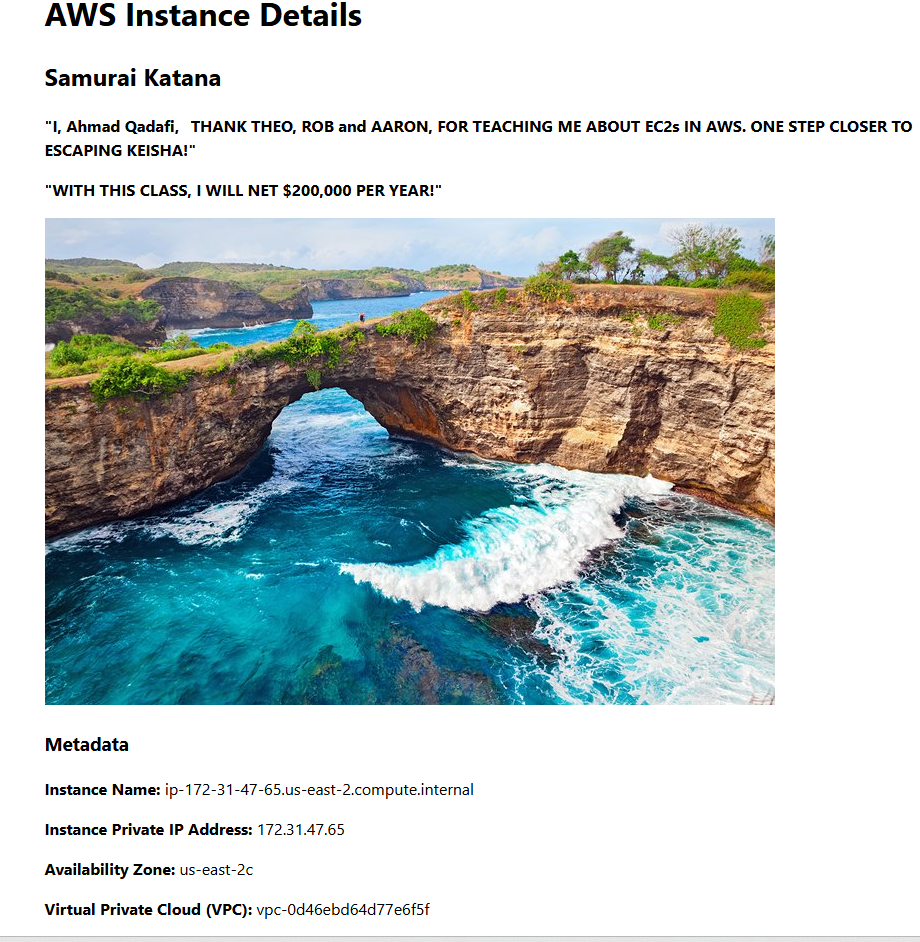 AWS Instance Details
Samurai Katana
"I, Ahmad Qadafi,   THANK THEO, ROB and AARON, FOR TEACHING ME ABOUT EC2s IN AWS. ONE STEP CLOSER TO
ESCAPING KEISHA!"
"WITH THIS CLASS, I WILL NET $200,000 PER YEAR!"
Metadata
Instance Name: ip-172-31-47-65.us-east-2.compute.internal
Instance Private IP Address: 172.31.47.65
Availability Zone: us-east-2c
Virtual Private Cloud (VPC): vpc-0d46ebd64d77e6f5f